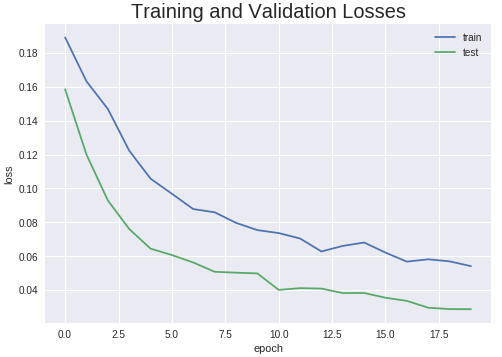 Training and Validation Losses
train
test
0.18
0.16
0.14
0.12
0.10
0.08
0.06
0.04
loss
0.0 2.5 5.0 7.5 10.0 12.5 15.0 17.5
epoch